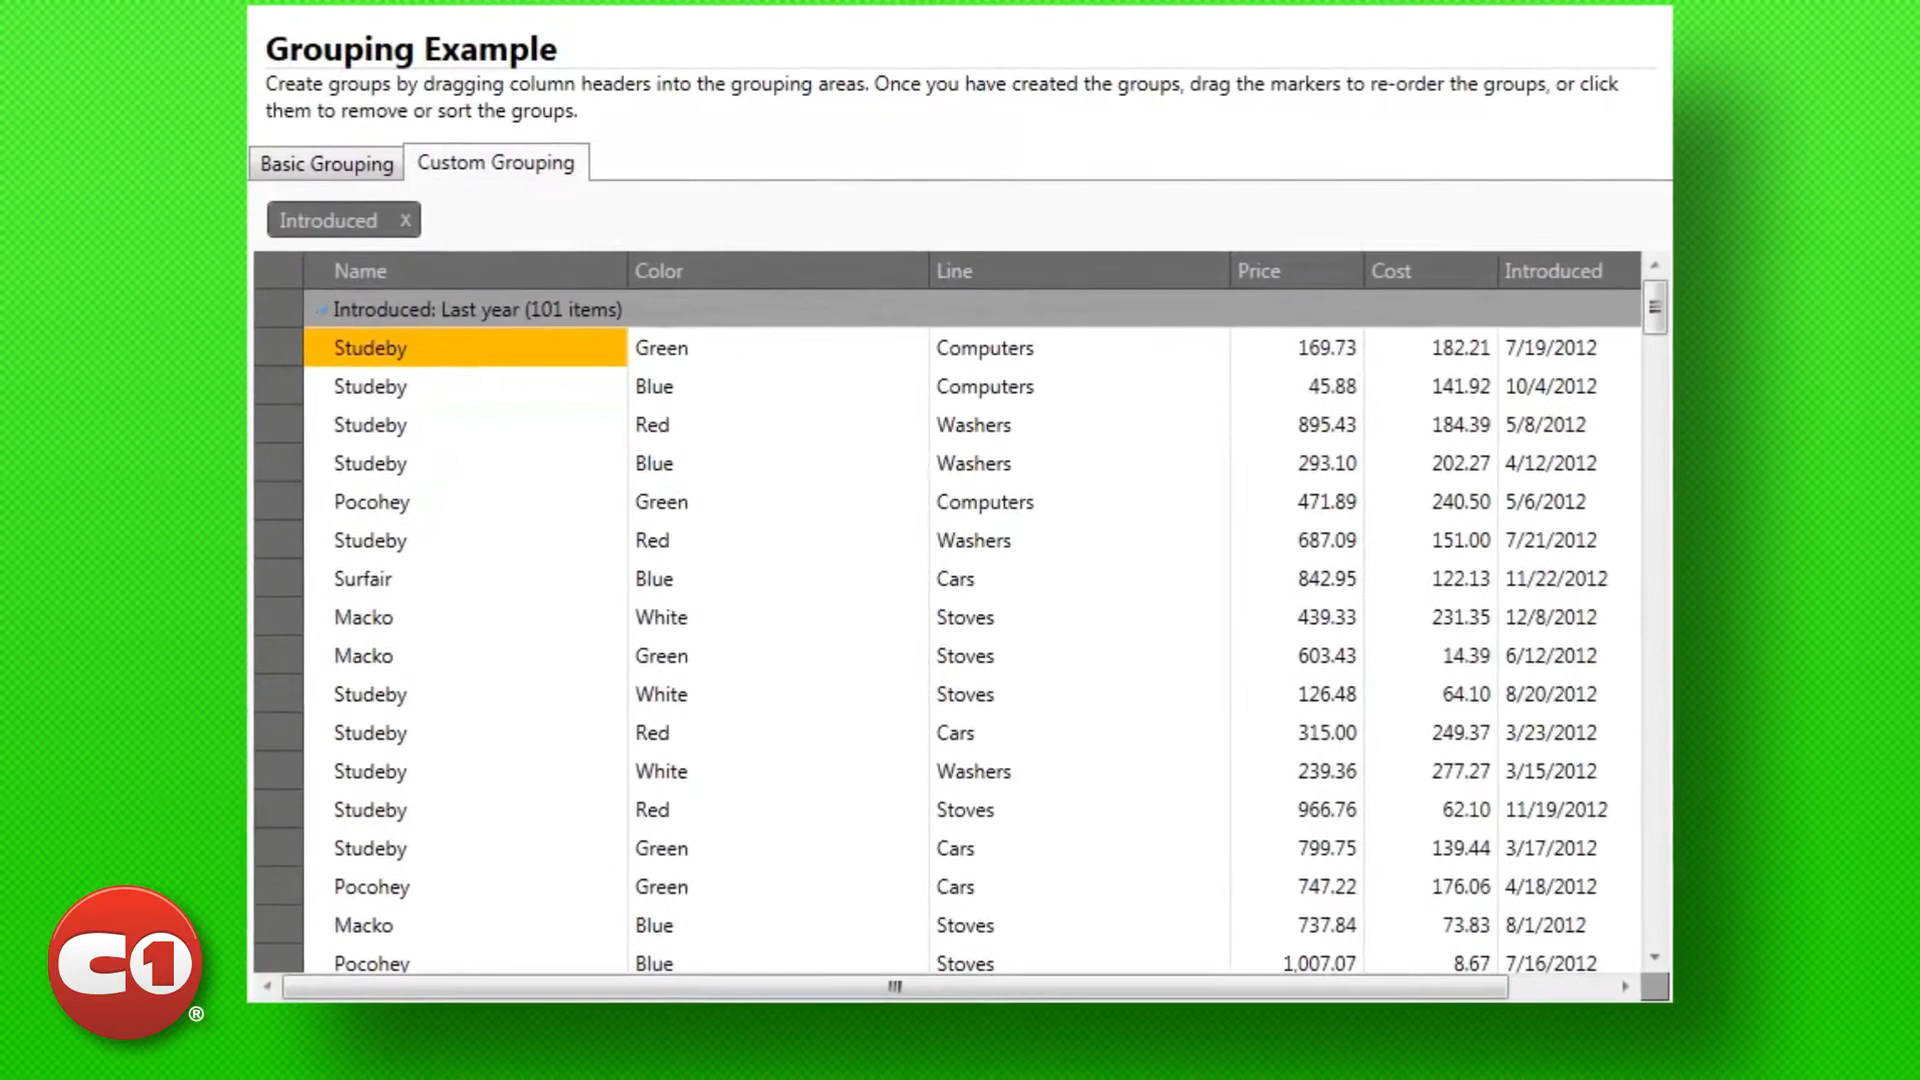 Grouping Example
Create groups by dragging column headers into the grouping areas. Once you have created the groups, drag the markers to re-order the groups, or click
them to remove or sort the groups.
Basic Grouping Custom Grouping
Introduced x
Name Color Line Price Cost Introduced
Introduced: Last year (101 items)
Studeby Green Computers 169.73 182.21 7/19/2012
Studeby Blue Computers 45.88 141.92 10/4/2012
Studeby Red Washers 895.43 184.39 5/8/2012
Studeby Blue Washers 293.10 202.27 4/12/2012
Pocohey Green Computers 471.89 240.50 5/6/2012
Studeby Red Washers 687.09 151.00 7/21/2012
Surfair Blue Cars 842.95 122.13 11/22/2012
Macko White Stoves 439.33 231.35 12/8/2012
Macko Green Stoves 603.43 14.39 6/12/2012
Studeby White Stoves 126.48 64.10 8/20/2012
Studeby Red Cars 315.00 249.37 3/23/2012
Studeby White Washers 239.36 277.27 3/15/2012
Studeby Red Stoves 966.76 62.10 11/19/2012
Studeby Green Cars 799.75 139.44 3/17/2012
Pocohey Green Cars 747.22 176.06 4/18/2012
Macko Blue Stoves 737.84 73.83 8/1/2012
Pocohey Blue Stoves 1,007.07 8.67 7/16/2012
C1®